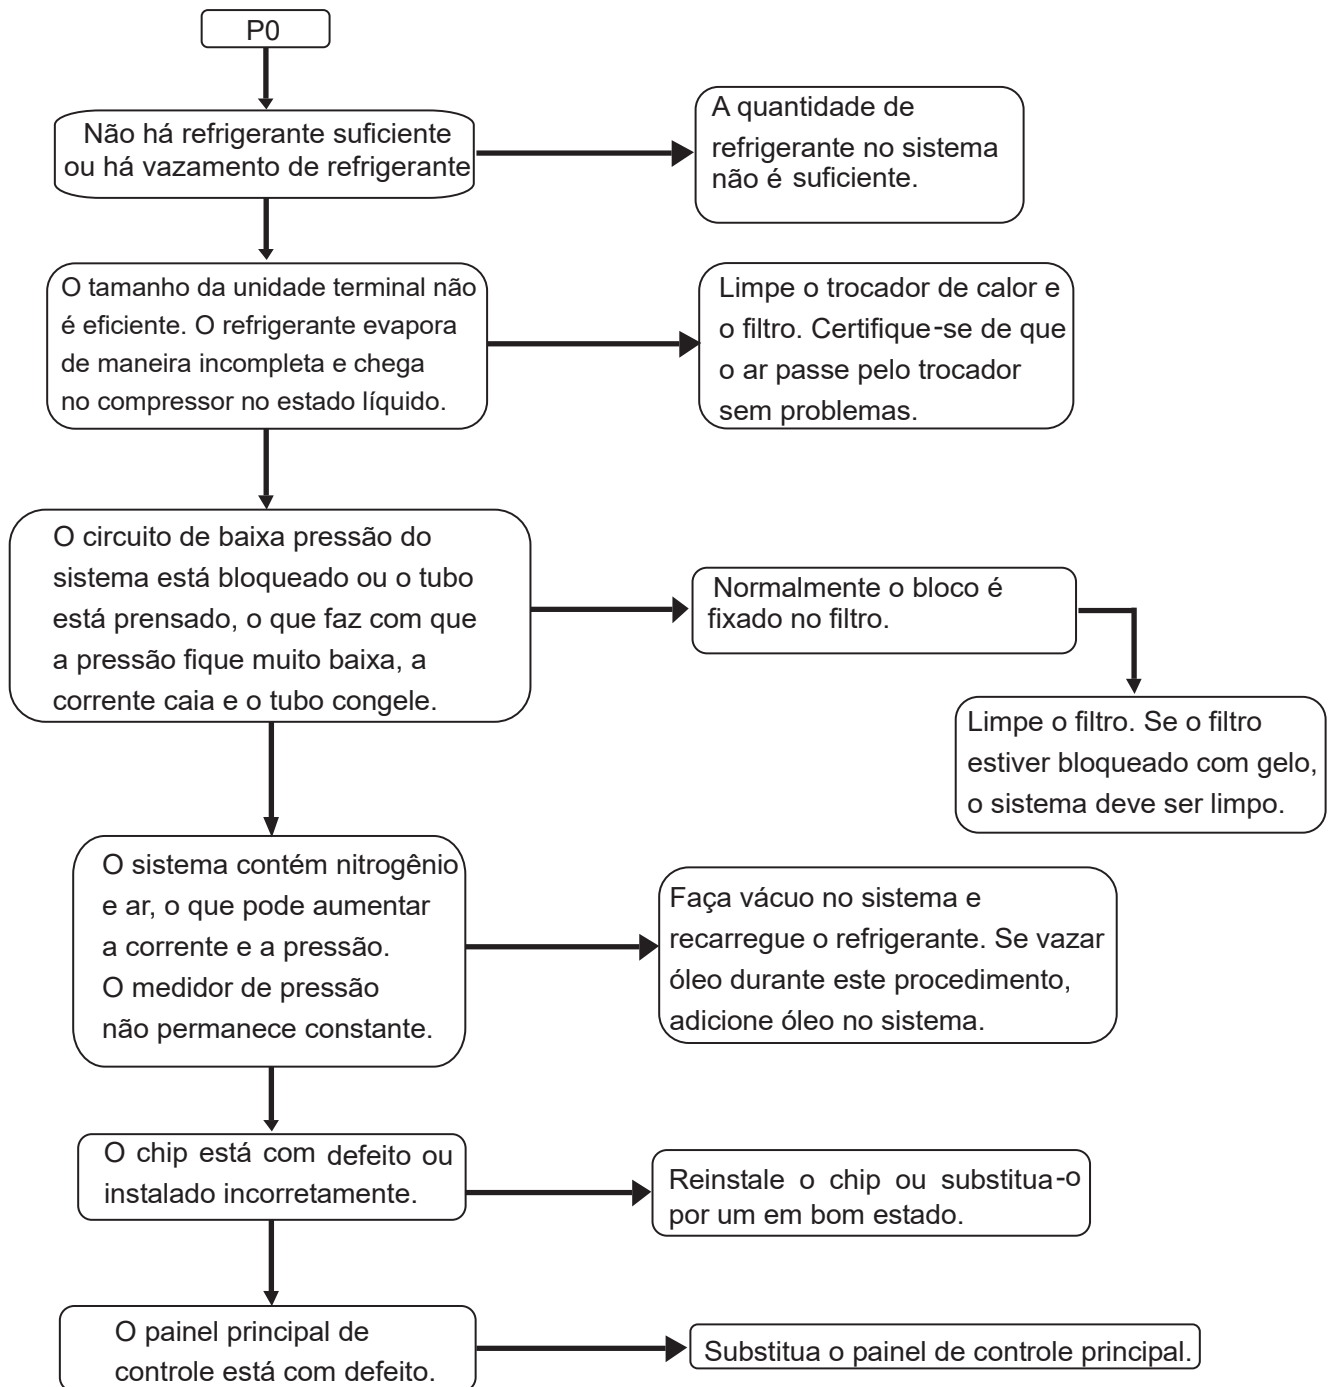 P0
Não há refrigerante suficiente
ou há vazamento de refrigerante
A quantidade de
refrigerante no sistema
não é suficiente.
O tamanho da unidade terminal não
é eficiente. O refrigerante evapora
de maneira incompleta e chega
no compressor no estado líquido.
Limpe o trocador de calor e
o filtro. Certifique-se de que
o ar passe pelo trocador
sem problemas.
O circuito de baixa pressão do
sistema está bloqueado ou o tubo
está prensado, o que faz com que
a pressão fique muito baixa, a
corrente caia e o tubo congele.
Normalmente o bloco é
fixado no filtro.
Limpe o filtro. Se o filtro
estiver bloqueado com gelo,
o sistema deve ser limpo.
O sistema contém nitrogênio
e ar, o que pode aumentar
a corrente e a pressão.
O medidor de pressão
não permanece constante.
Faça vácuo no sistema e
recarregue o refrigerante. Se vazar
óleo durante este procedimento,
adicione óleo no sistema.
O chip está com defeito ou
instalado incorretamente.
Reinstale o chip ou substitua-o
por um em bom estado.
O painel principal de
controle está com defeito.
Substitua o painel de controle principal.